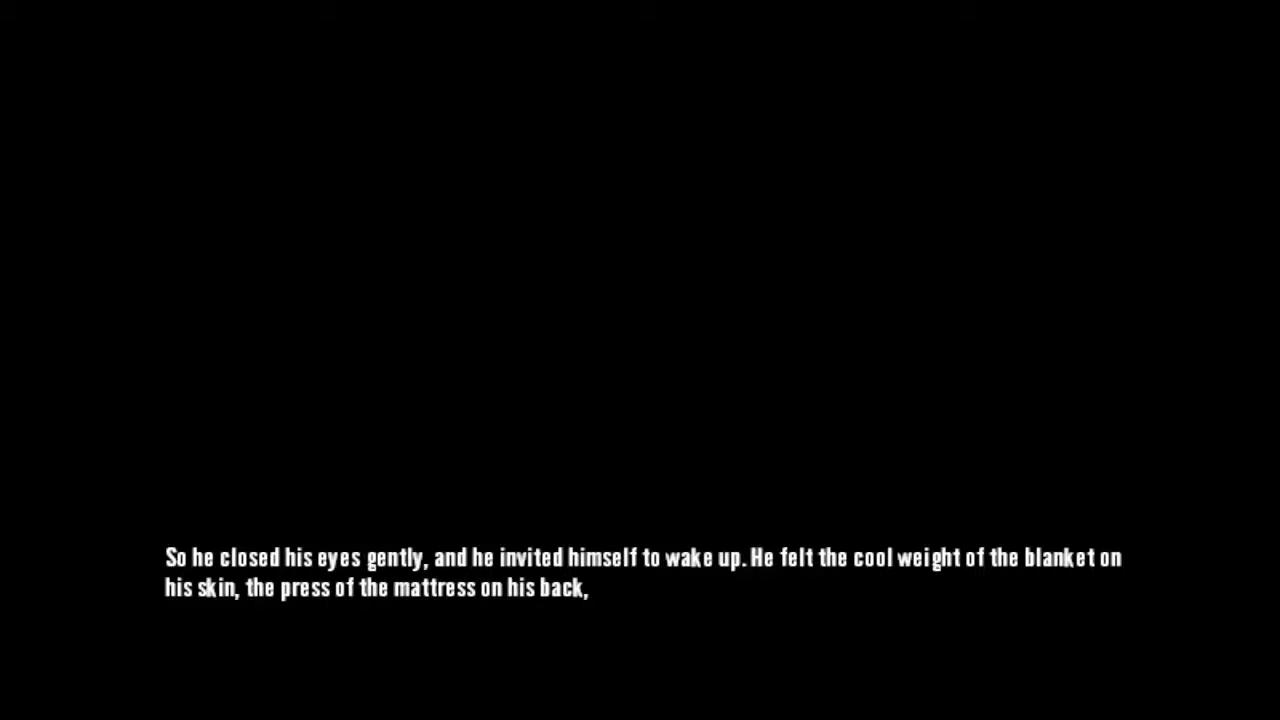 So he closed his eyes gently, and he invited himself to wake up. He felt the cool weight of the blanket on
his skin, the press of the mattress on his back,